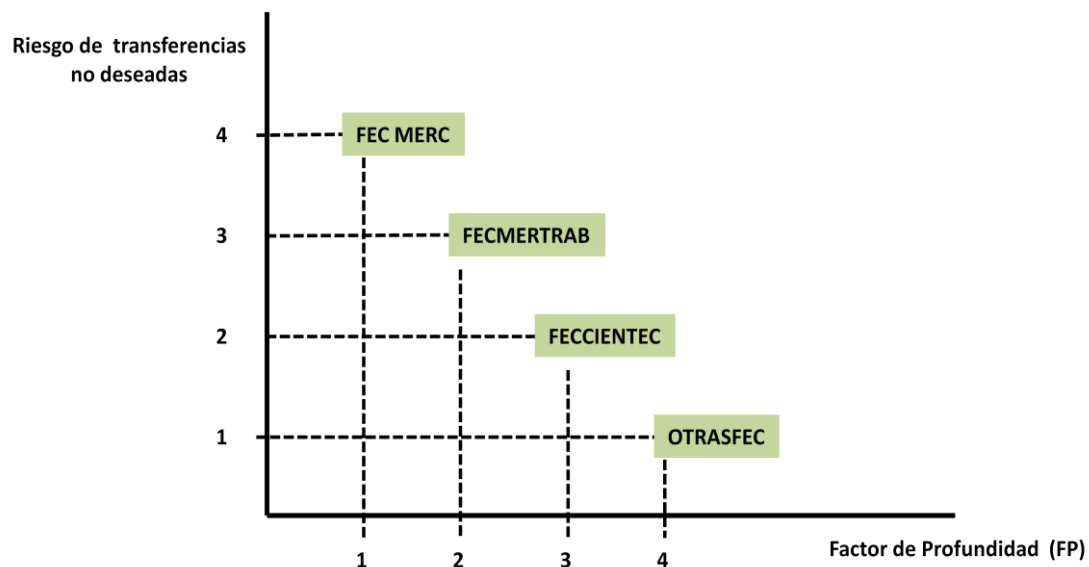 Riesgo de transferencias
no deseadas
4
FEC MERC
3
FECMERTRAB
2
FECCIENTEC
1
OTRASFEC
1
2
3
4
Factor de Profundidad (FP)